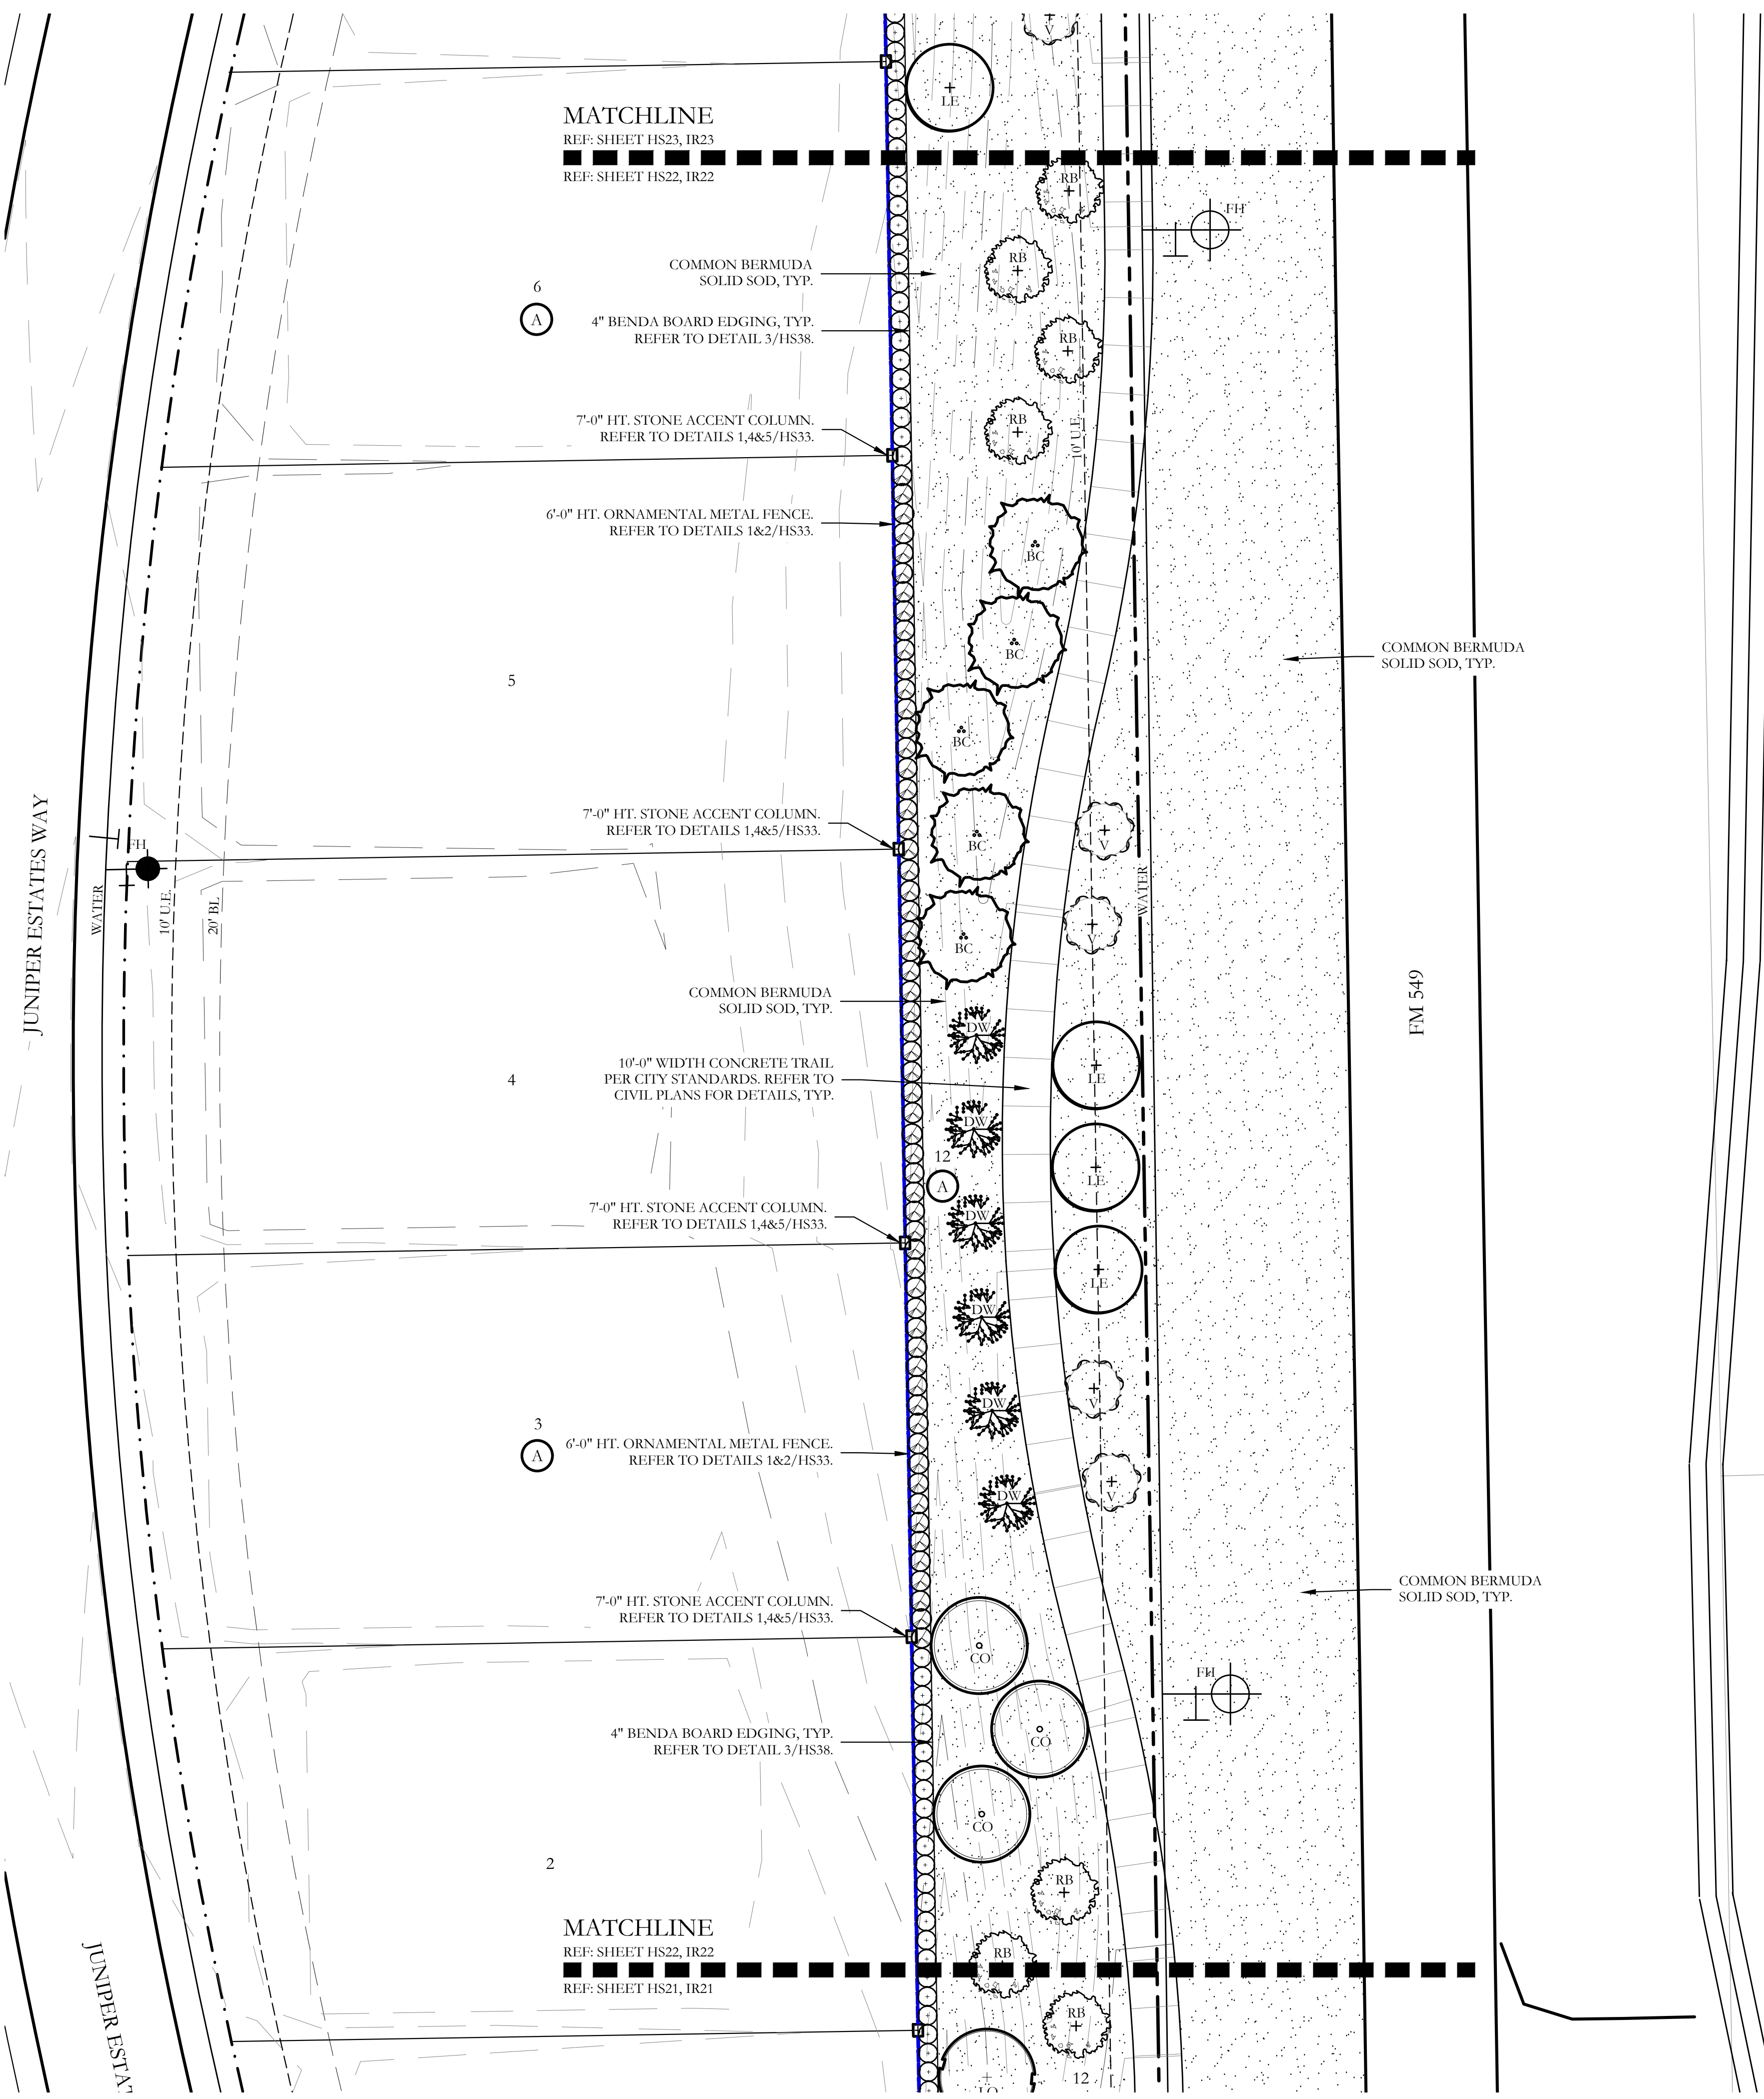 V
LE
MATCHLINE
REF: SHEET HS23, IR23
REF: SHEET HS22, IR22
RB
FH
COMMON BERMUDA
SOLID SOD, TYP.
RB
6
A
4" BENDA BOARD EDGING, TYP.
REFER TO DETAIL 3/HS38.
RB
7'-0" HT. STONE ACCENT COLUMN.
REFER TO DETAILS 1,4&5/HS33.
RB
10' U.E.
6'-0" HT. ORNAMENTAL METAL FENCE.
REFER TO DETAILS 1&2/HS33.
BC
BC
COMMON BERMUDA
SOLID SOD, TYP.
5
BC
7'-0" HT. STONE ACCENT COLUMN.
REFER TO DETAILS 1,4&5/HS33.
BC
V
JUNIPER ESTATES WAY
FH
WATER
10' U.E.
20' BL
WATER
BC
V
FM 549
COMMON BERMUDA
SOLID SOD, TYP.
DW
10'-0" WIDTH CONCRETE TRAIL
PER CITY STANDARDS. REFER TO
CIVIL PLANS FOR DETAILS, TYP.
4
LE
DW
12
A
LE
7'-0" HT. STONE ACCENT COLUMN.
REFER TO DETAILS 1,4&5/HS33.
DW
LE
DW
V
3
A
DW
6'-0" HT. ORNAMENTAL METAL FENCE.
REFER TO DETAILS 1&2/HS33.
V
DW
COMMON BERMUDA
SOLID SOD, TYP.
7'-0" HT. STONE ACCENT COLUMN.
REFER TO DETAILS 1,4&5/HS33.
CO
FH
4" BENDA BOARD EDGING, TYP.
REFER TO DETAIL 3/HS38.
CO
CO
2
RB
MATCHLINE
REF: SHEET HS22, IR22
REF: SHEET HS21, IR21
RB
RB
JUNIPER ESTAT
12
LO